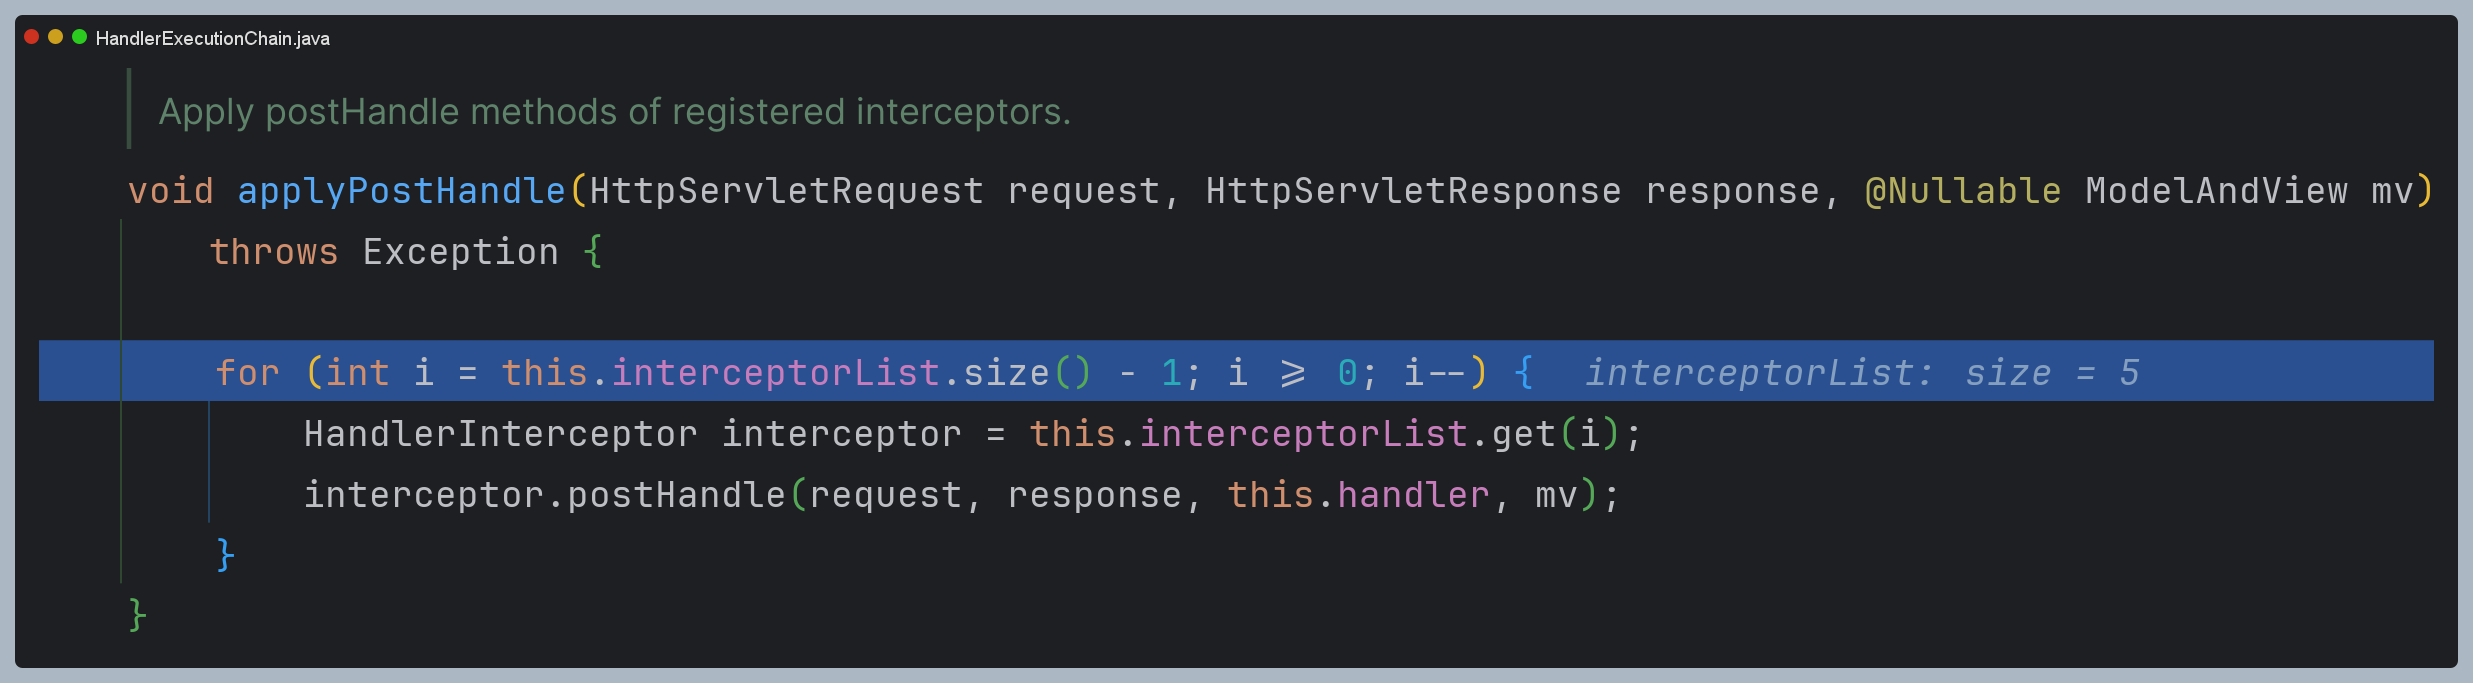 HandlerExecutionChain.java
Apply postHandle methods of registered interceptors.
void applyPostHandle(HttpServletRequest request, HttpServletResponse response, @Nullable ModelAndView mv)
throws Exception {
for (int i = this.interceptorList.size() - 1; i >= 0; i--) { interceptorList: size = 5
HandlerInterceptor interceptor = this.interceptorList.get(i);
interceptor.postHandle(request, response, this.handler, mv);
}
}